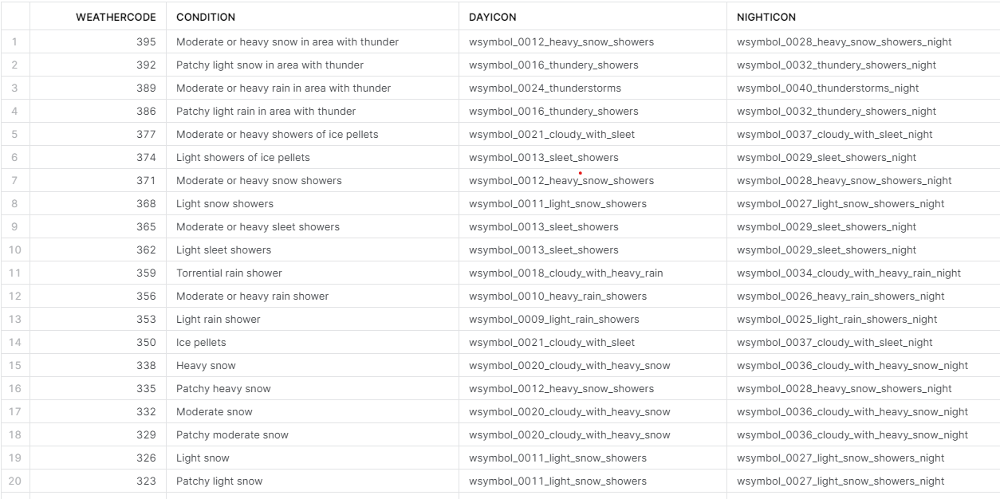 WEATHERCODE CONDITION DAYICON NIGHTICON
1 395 Moderate or heavy snow in area with thunder wsymbol_0012_heavy_snow_showers wsymbol_0028_heavy_snow_showers_night
2 392 Patchy light snow in area with thunder wsymbol_0016_thundery_showers wsymbol_0032_thundery_showers_night
3 389 Moderate or heavy rain in area with thunder wsymbol_0024_thunderstorms wsymbol_0040_thunderstorms_night
4 386 Patchy light rain in area with thunder wsymbol_0016_thundery_showers wsymbol_0032_thundery_showers_night
5 377 Moderate or heavy showers of ice pellets wsymbol_0021_cloudy_with_sleet wsymbol_0037_cloudy_with_sleet_night
6 374 Light showers of ice pellets wsymbol_0013_sleet_showers wsymbol_0029_sleet_showers_night
7 371 Moderate or heavy snow showers wsymbol_0012_heavy_snow_showers wsymbol_0028_heavy_snow_showers_night
8 368 Light snow showers wsymbol_0011_light_snow_showers wsymbol_0027_light_snow_showers_night
9 365 Moderate or heavy sleet showers wsymbol_0013_sleet_showers wsymbol_0029_sleet_showers_night
10 362 Light sleet showers wsymbol_0013_sleet_showers wsymbol_0029_sleet_showers_night
11 359 Torrential rain shower wsymbol_0018_cloudy_with_heavy_rain wsymbol_0034_cloudy_with_heavy_rain_night
12 356 Moderate or heavy rain shower wsymbol_0010_heavy_rain_showers wsymbol_0026_heavy_rain_showers_night
13 353 Light rain shower wsymbol_0009_light_rain_showers wsymbol_0025_light_rain_showers_night
14 350 Ice pellets wsymbol_0021_cloudy_with_sleet wsymbol_0037_cloudy_with_sleet_night
15 338 Heavy snow wsymbol_0020_cloudy_with_heavy_snow wsymbol_0036_cloudy_with_heavy_snow_night
16 335 Patchy heavy snow wsymbol_0012_heavy_snow_showers wsymbol_0028_heavy_snow_showers_night
17 332 Moderate snow wsymbol_0020_cloudy_with_heavy_snow wsymbol_0036_cloudy_with_heavy_snow_night
18 329 Patchy moderate snow wsymbol_0020_cloudy_with_heavy_snow wsymbol_0036_cloudy_with_heavy_snow_night
19 326 Light snow wsymbol_0011_light_snow_showers wsymbol_0027_light_snow_showers_night
20 323 Patchy light snow wsymbol_0011_light_snow_showers wsymbol_0027_light_snow_showers_night